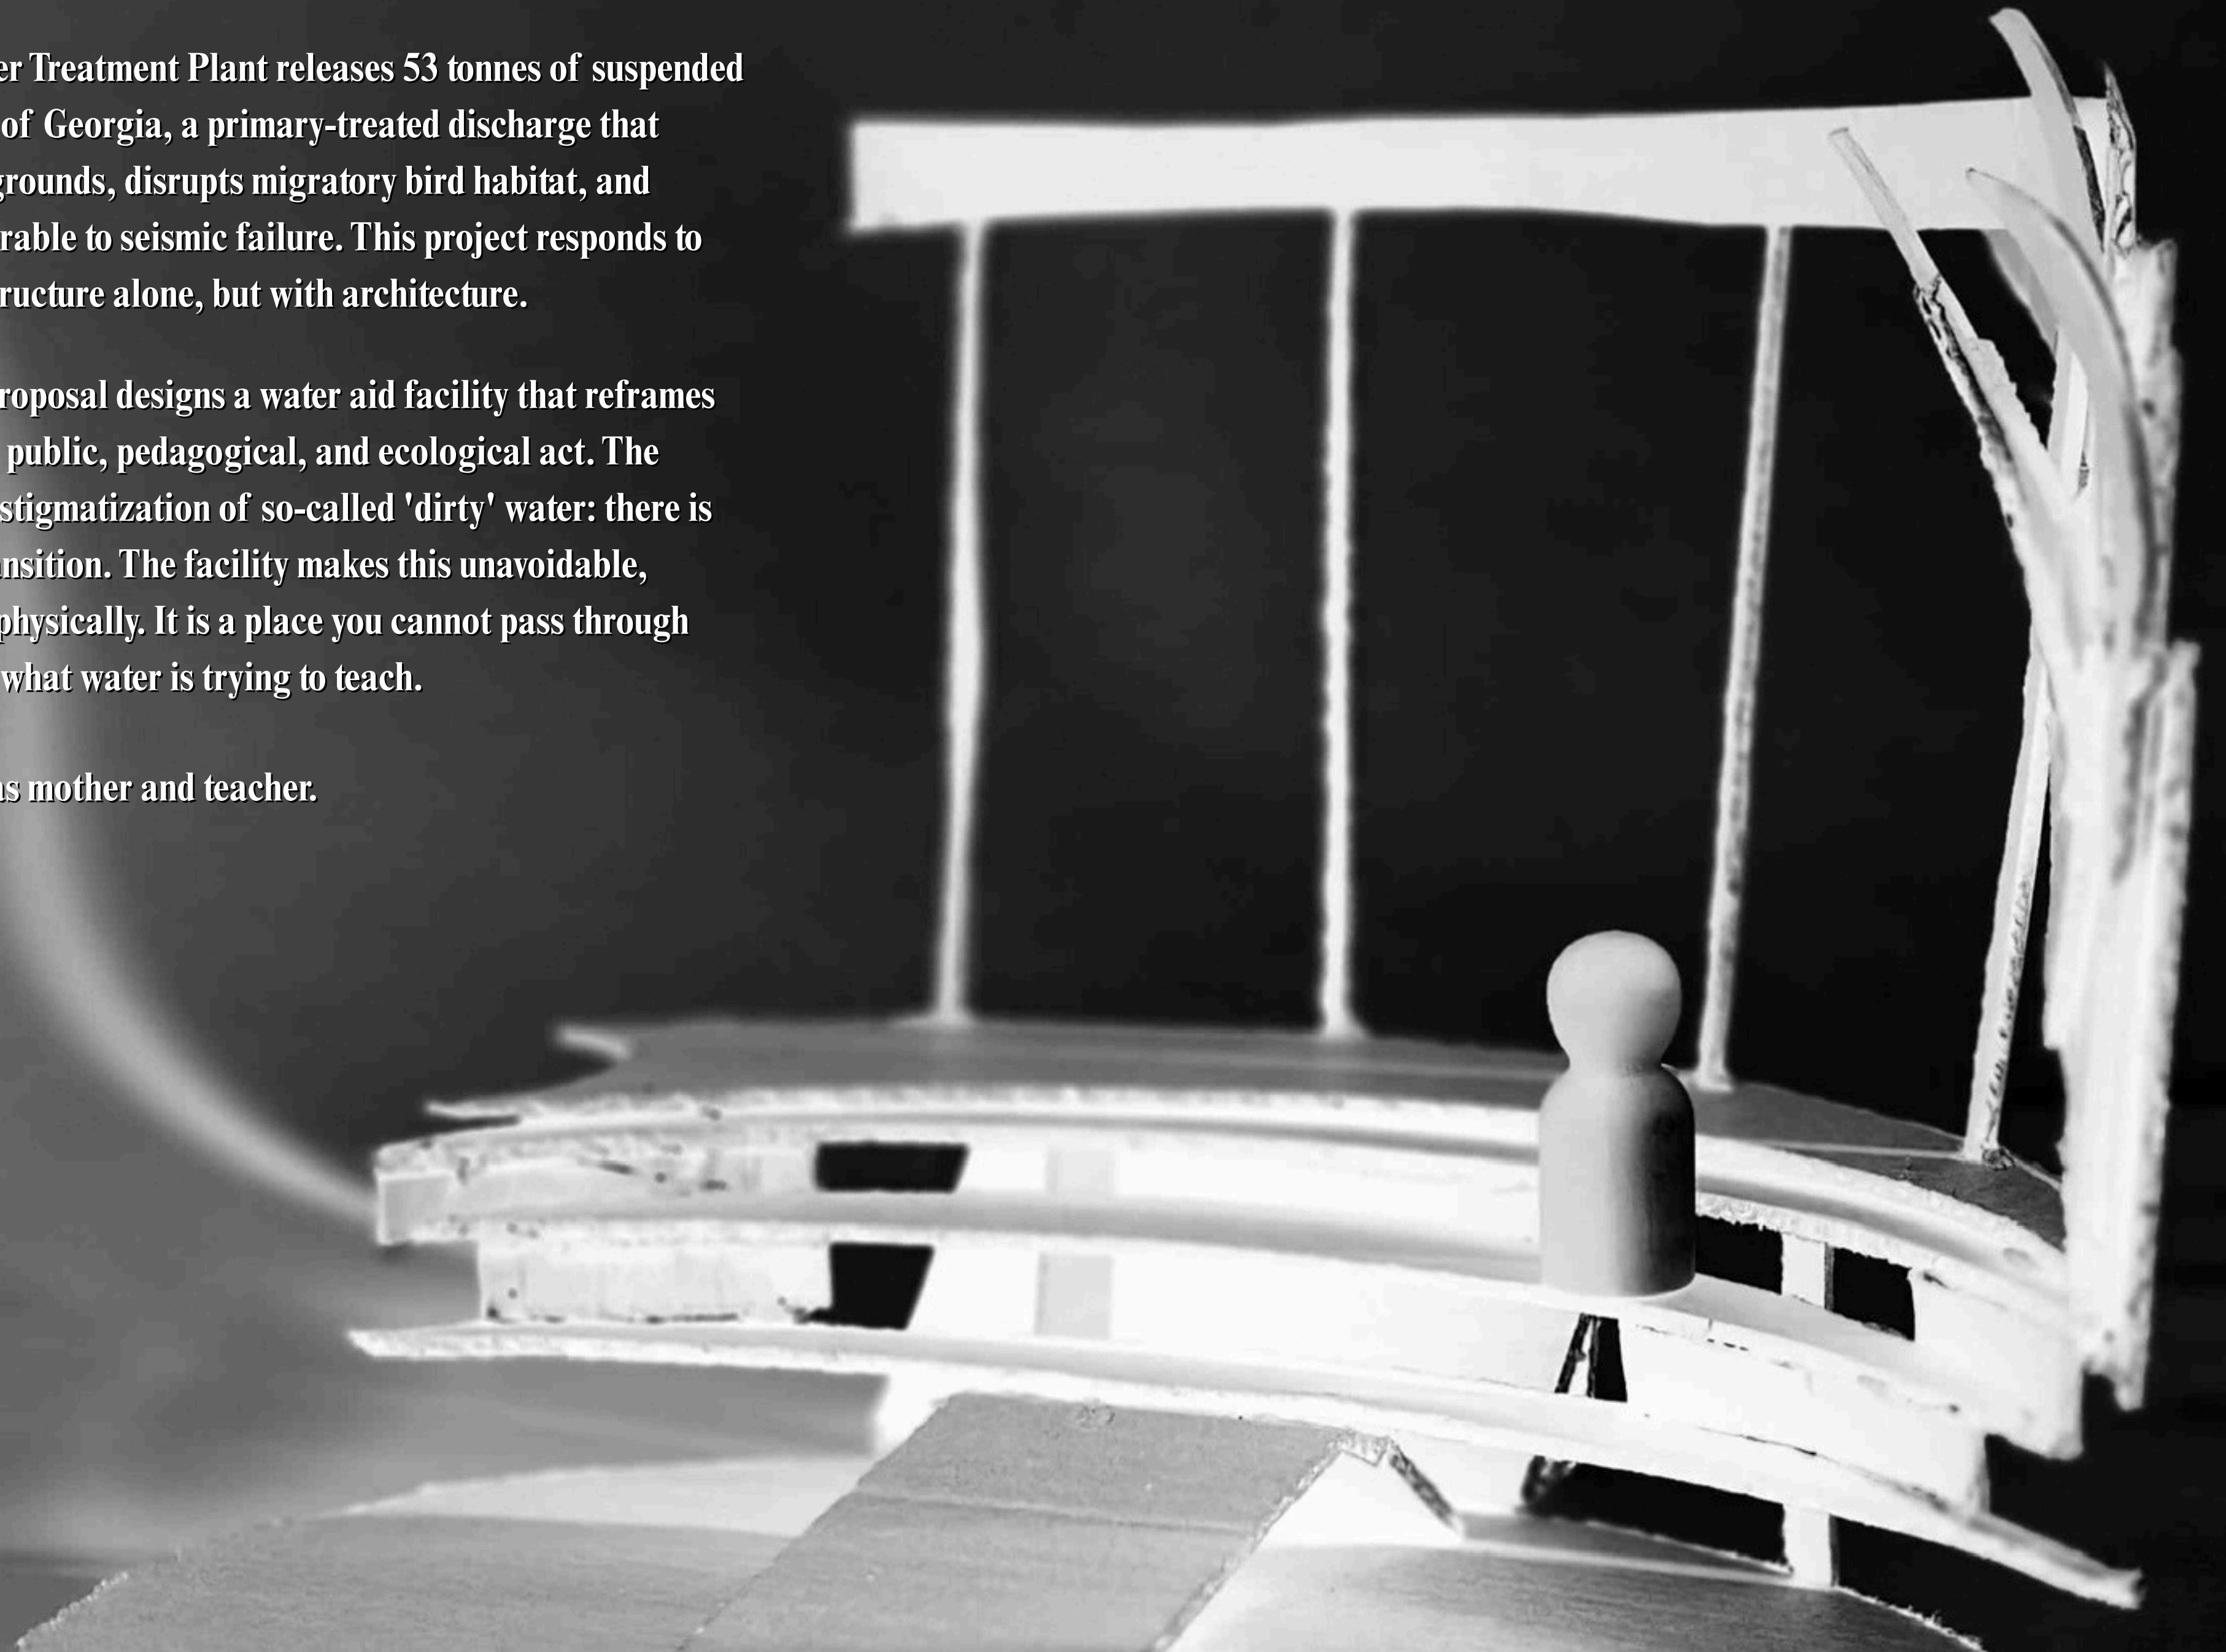 er Treatment Plant releases 53 tonnes of suspended
of Georgia, a primary-treated discharge that
grounds, disrupts migratory bird habitat, and
rable to seismic failure. This project responds to
ructure alone, but with architecture.
roposal designs a water aid facility that reframes
public, pedagogical, and ecological act. The
stigmatization of so-called 'dirty' water: there is
nsition. The facility makes this unavoidable,
physically. It is a place you cannot pass through
what water is trying to teach.
as mother and teacher.